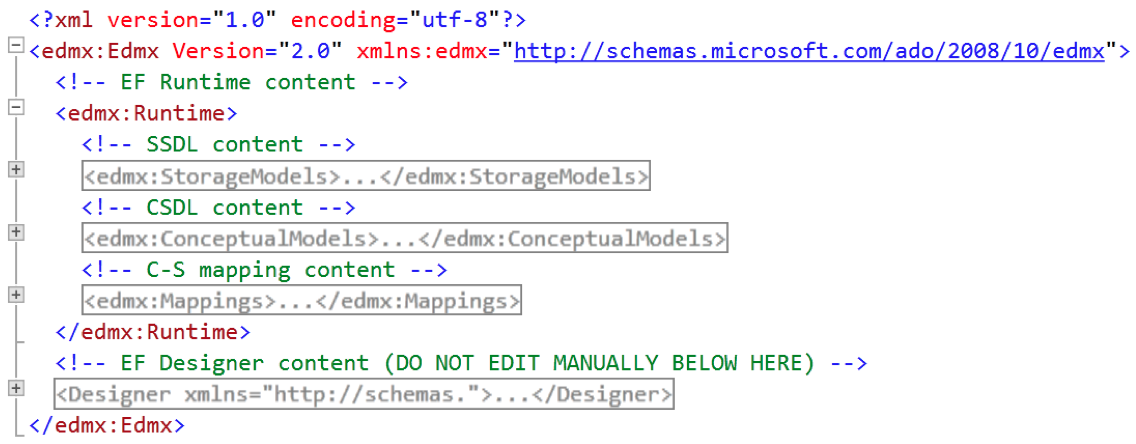 <?xml version="1.0" encoding="utf-8"?>
<edmx:Edmx Version="2.0" xmlns:edmx="http://schemas.microsoft.com/ado/2008/10/edmx">
<!-- EF Runtime content -->
<edmx:Runtime>
<!-- SSDL content -->
<edmx:StorageModels>...</edmx:StorageModels>
<!-- CSDL content -->
<edmx:ConceptualModels>...</edmx:ConceptualModels>
<!-- C-S mapping content -->
<edmx:Mappings>...</edmx:Mappings>
</edmx:Runtime>
<!-- EF Designer content (DO NOT EDIT MANUALLY BELOW HERE) -->
<Designer xmlns="http://schemas.">...</Designer>
</edmx:Edmx>